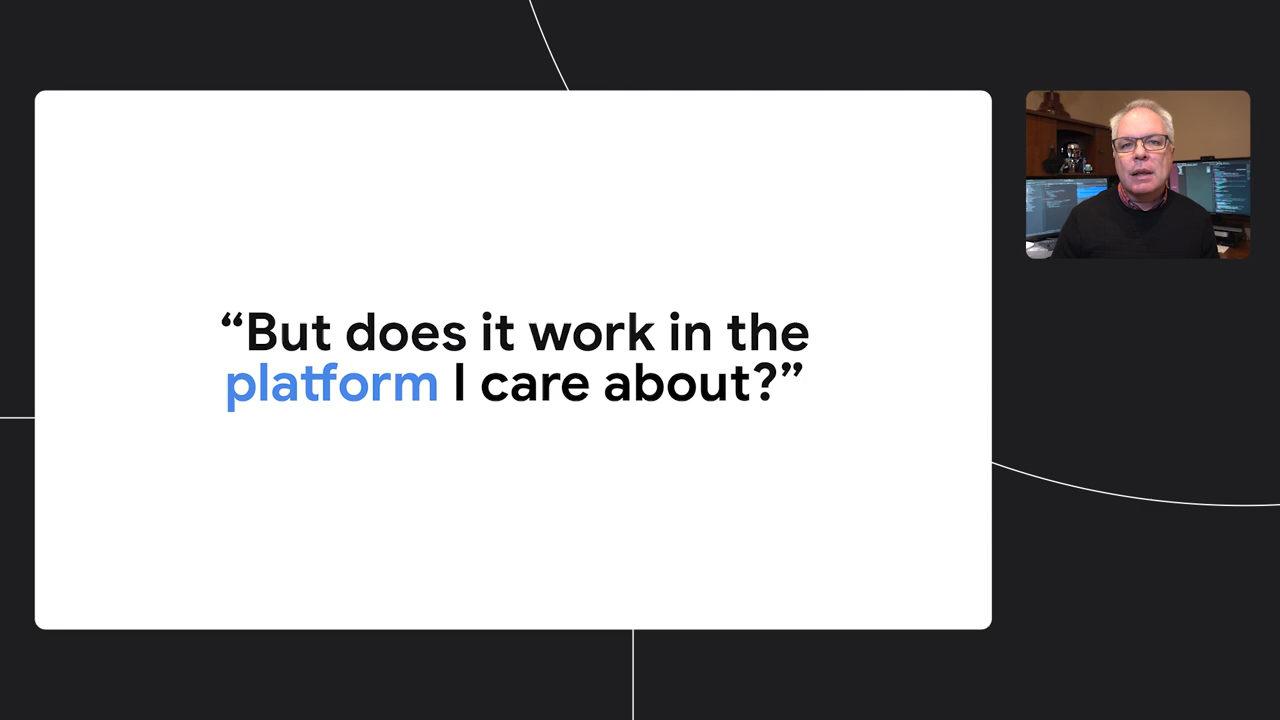 “But does it work in the
platform I care about?”